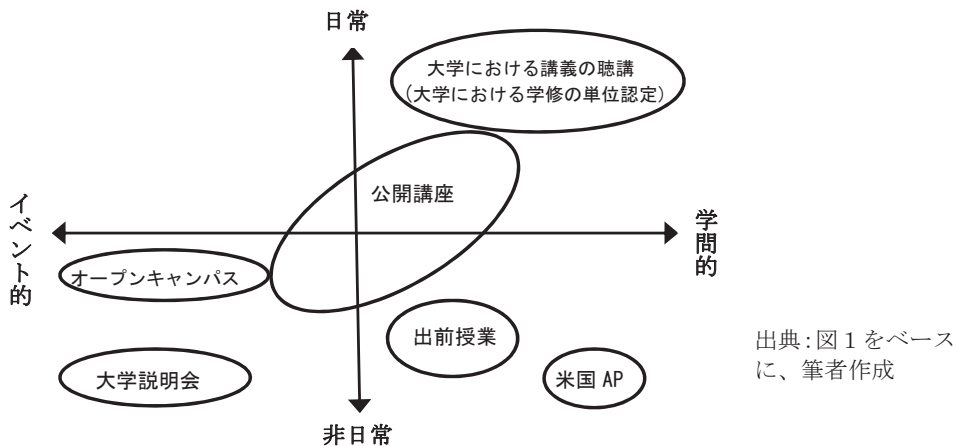 日常
大学における講義の聴講
（大学における学修の単位認定）
公開講座
イベント的
学問的
オープンキャンパス
出前授業
大学説明会
米国 AP
非日常
出典：図１をベース
に、筆者作成